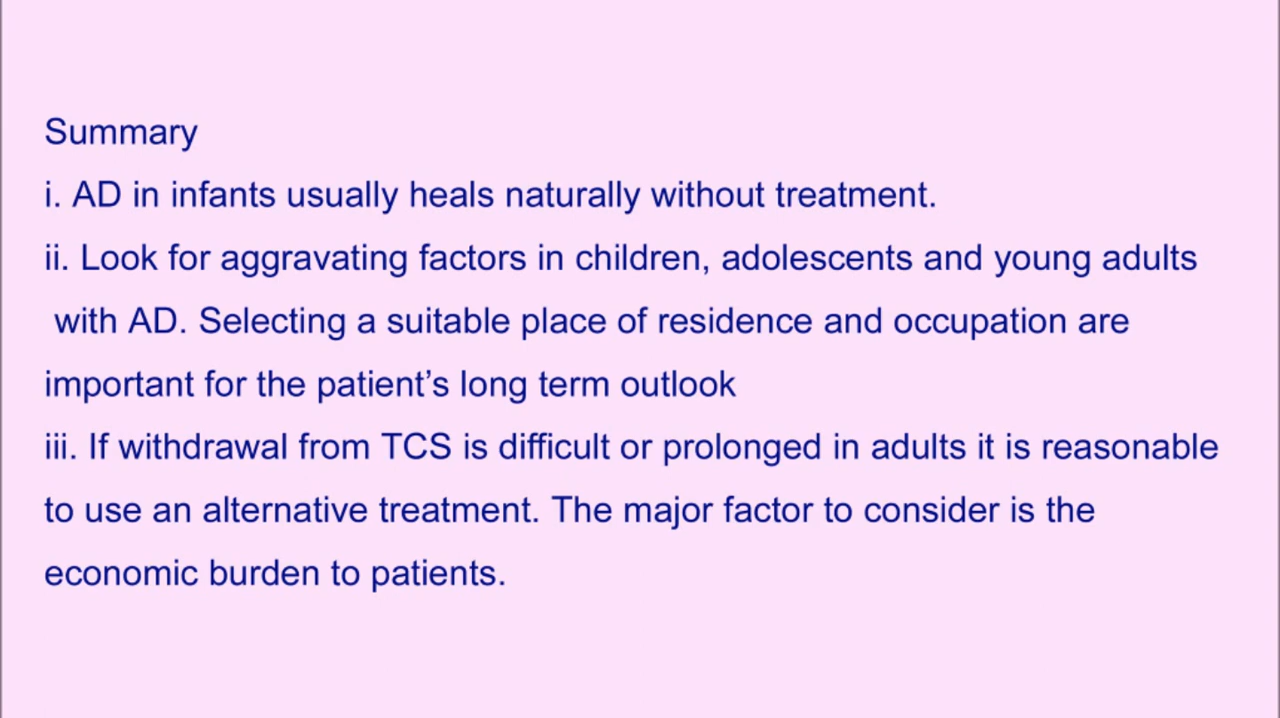 Summary
i. AD in infants usually heals naturally without treatment.
ii. Look for aggravating factors in children, adolescents and young adults
with AD. Selecting a suitable place of residence and occupation are
important for the patient’s long term outlook
iii. If withdrawal from TCS is difficult or prolonged in adults it is reasonable
to use an alternative treatment. The major factor to consider is the
economic burden to patients.